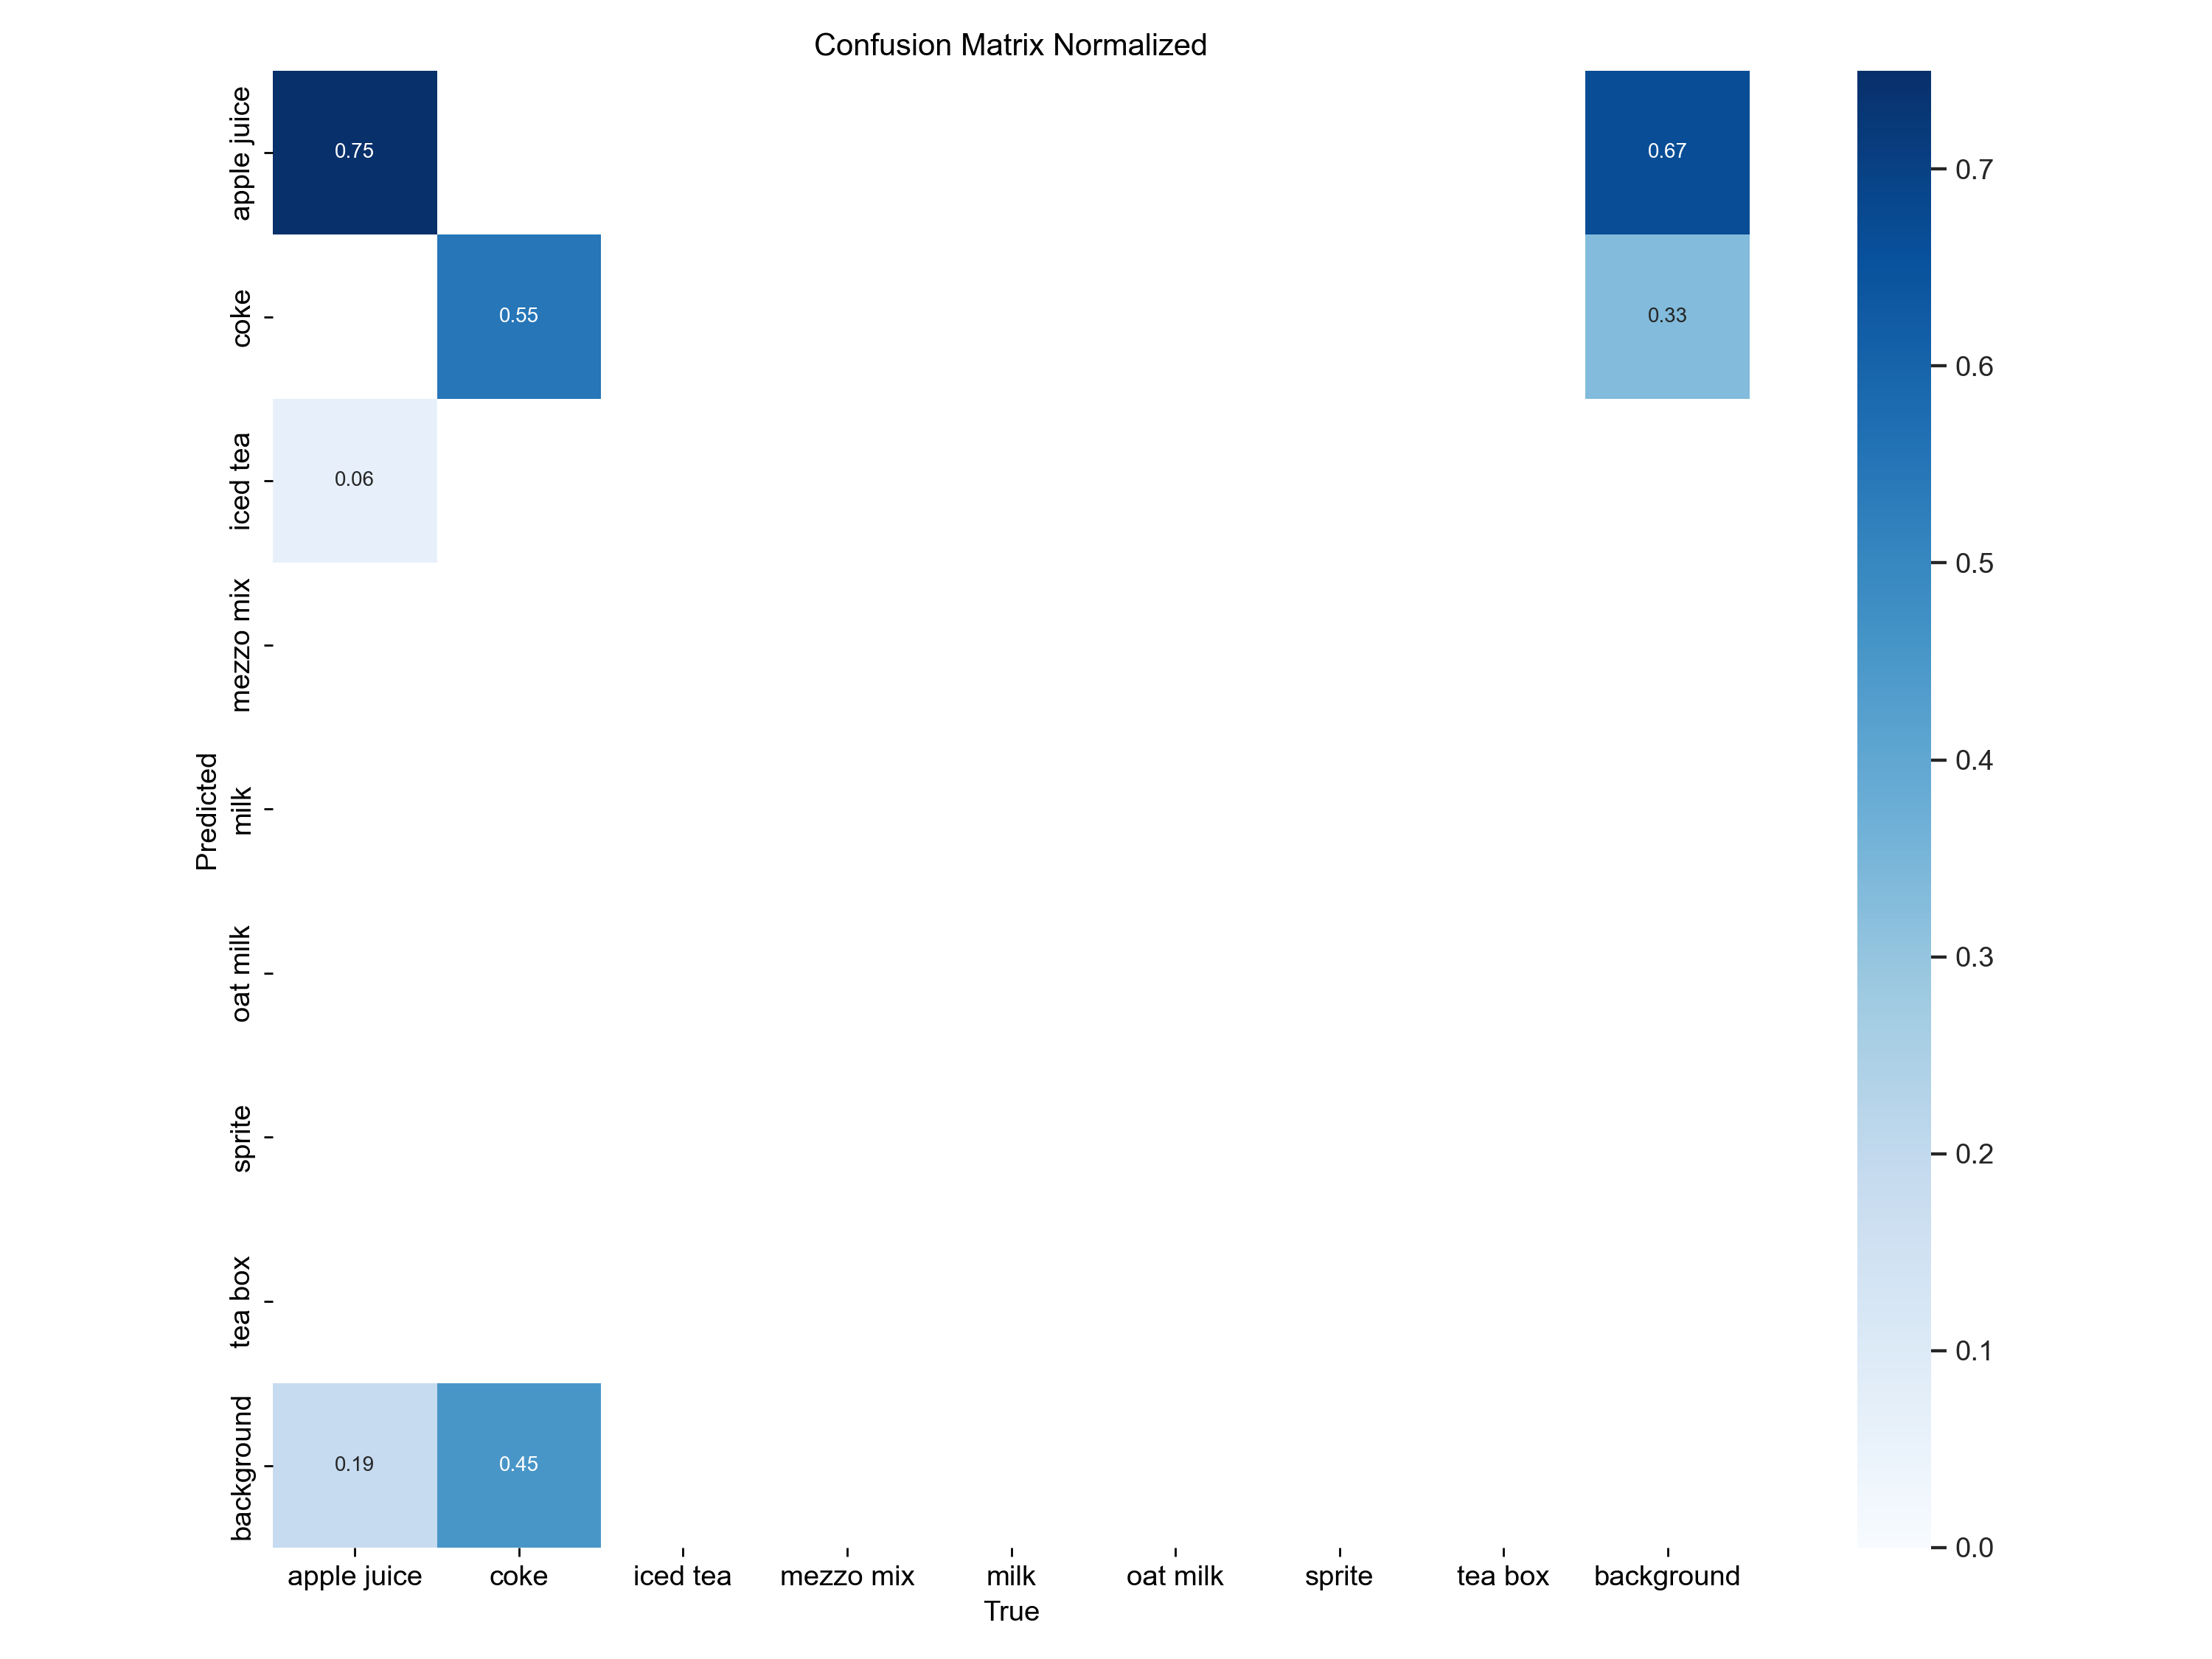 Confusion Matrix Normalized
apple juice
0.75
0.67
coke
0.55
0.33
iced tea
0.06
mezzo mix
milk
oat milk
sprite
tea box
background
0.19
0.45
Predicted
apple juice
coke
iced tea
mezzo mix
milk
oat milk
sprite
tea box
background
True
0.7
0.6
0.5
0.4
0.3
0.2
0.1
0.0